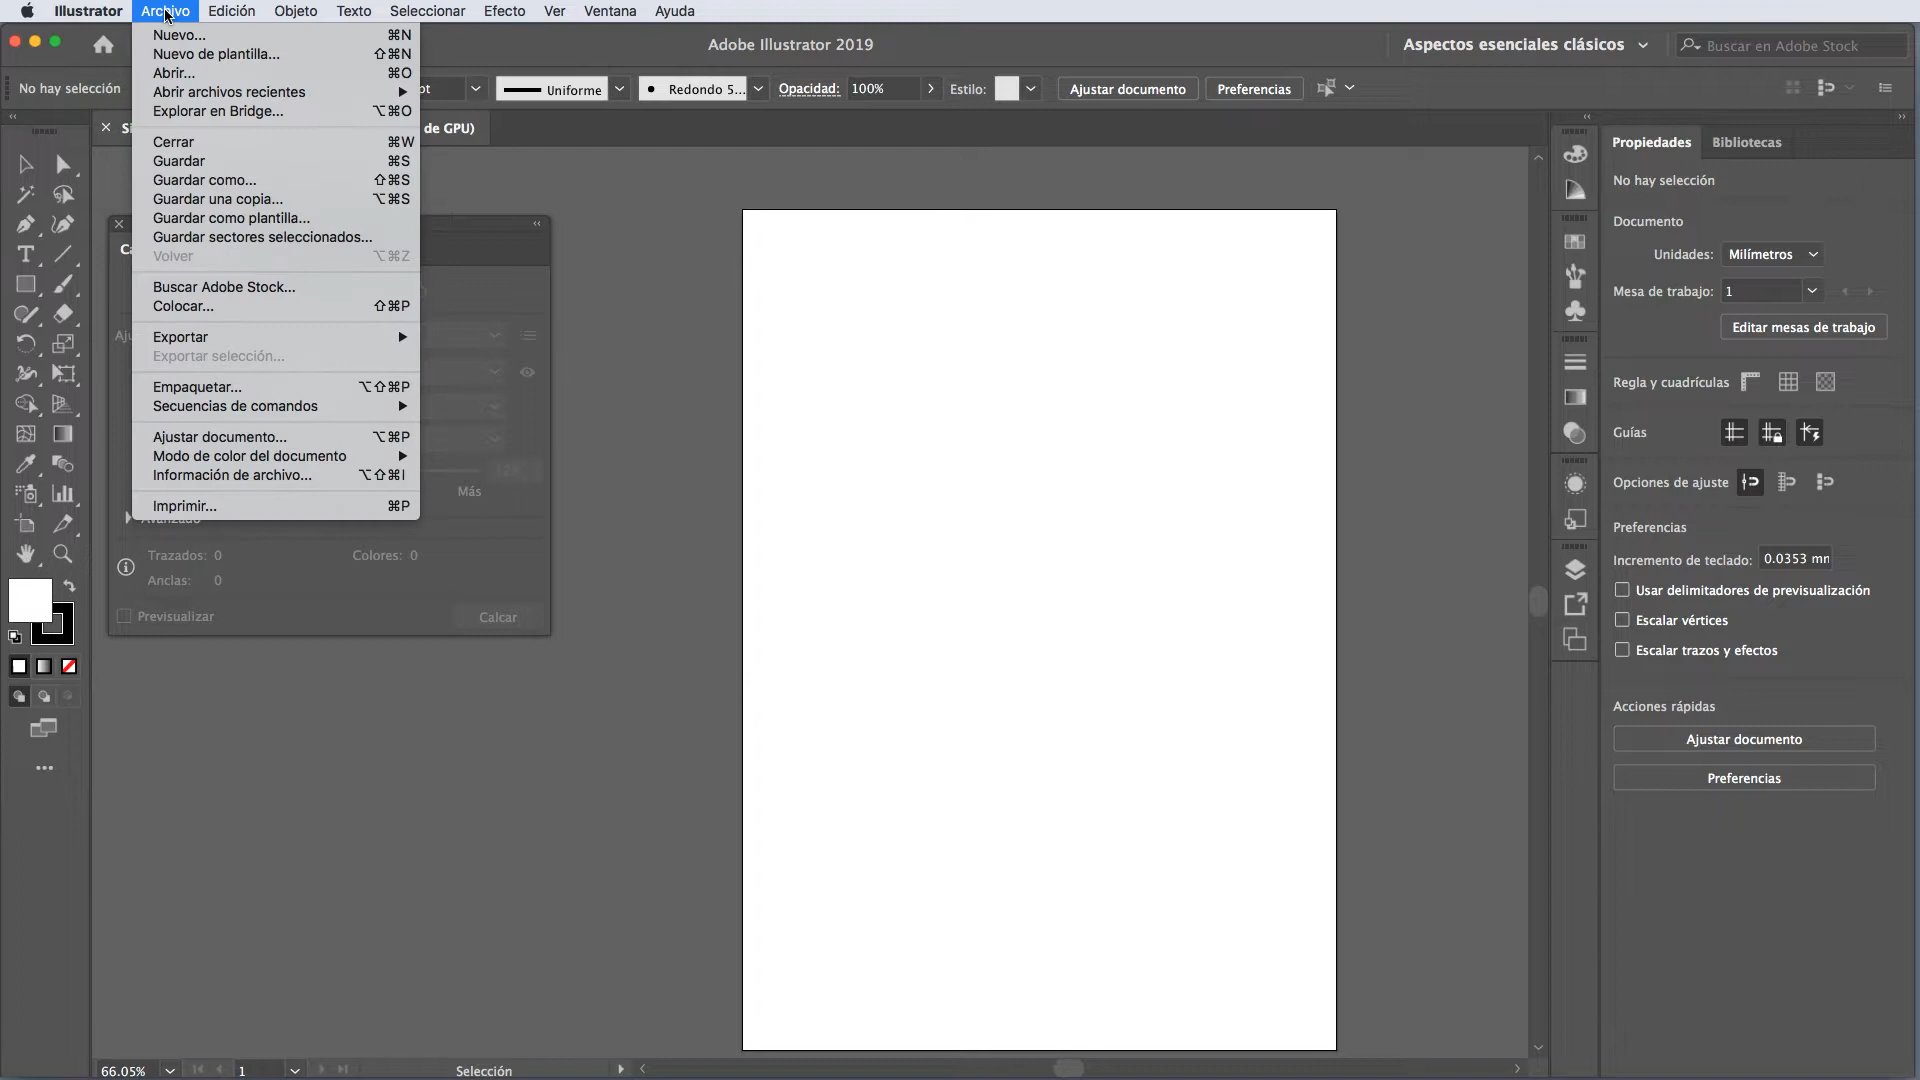 Illustrator Archivo Edición Objeto Texto Seleccionar Efecto Ver Ventana Ayuda
Adobe Illustrator 2019
Aspectos esenciales clásicos
Buscar en Adobe Stock
No hay selección
pt
Uniforme
Redondo 5...
Opacidad: 100%
Estilo:
Ajustar documento
Preferencias
de GPU)
Nuevo... ⌘N
Nuevo de plantilla... ⇧⌘N
Abrir... ⌘O
Abrir archivos recientes
Explorar en Bridge... ⌥⌘O
Cerrar ⌘W
Guardar ⌘S
Guardar como... ⇧⌘S
Guardar una copia... ⌥⌘S
Guardar como plantilla...
Guardar sectores seleccionados...
Volver ⌥⌘Z
Buscar Adobe Stock...
Colocar... ⇧⌘P
Exportar
Exportar selección...
Empaquetar... ⌥⇧⌘P
Secuencias de comandos
Ajustar documento... ⌥⌘P
Modo de color del documento
Información de archivo... ⌥⇧⌘I
Imprimir... ⌘P
Más
Avanzado
Trazados: 0 Colores: 0
Anclas: 0
Previsualizar
Calcar
Propiedades Bibliotecas
No hay selección
Documento
Unidades: Milímetros
Mesa de trabajo: 1
Editar mesas de trabajo
Regla y cuadrículas
Guías
Opciones de ajuste
Preferencias
Incremento de teclado: 0.0353 mm
Usar delimitadores de previsualización
Escalar vértices
Escalar trazos y efectos
Acciones rápidas
Ajustar documento
Preferencias
66.05% 1 Selección